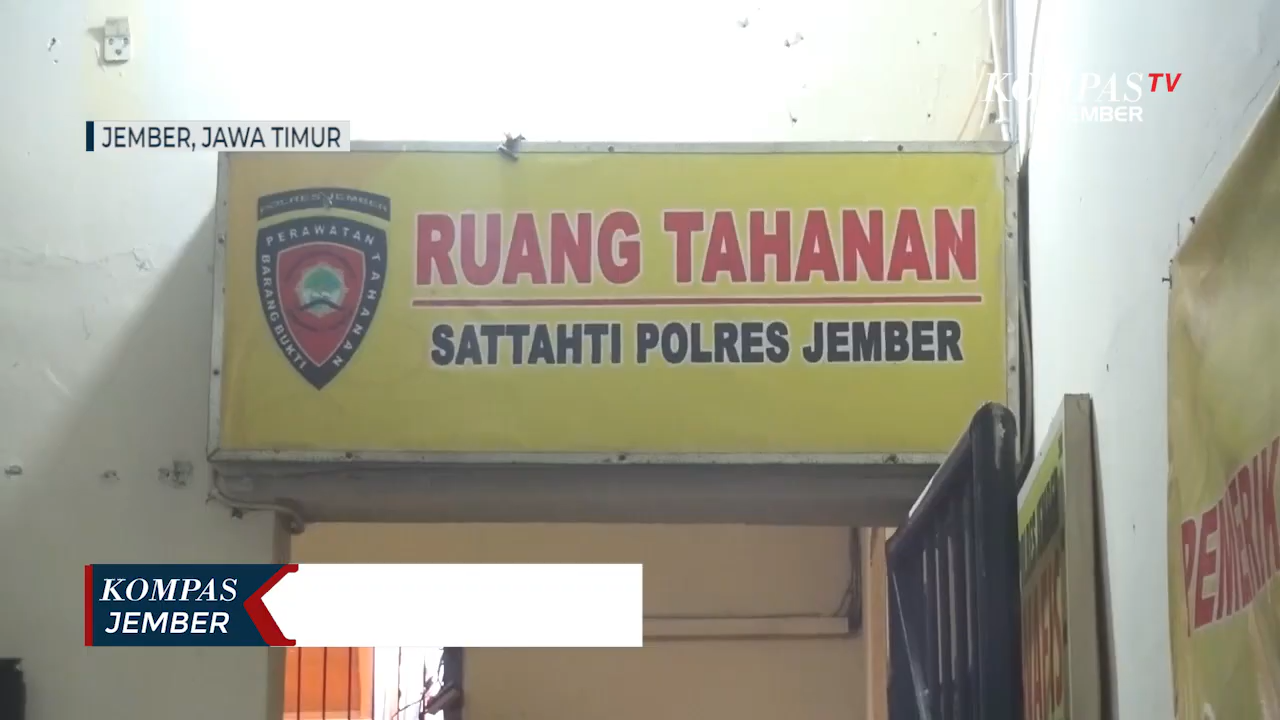 KOMPAS TV
JEMBER
JEMBER, JAWA TIMUR
POLRES JEMBER
PERAWATAN TAHANAN
BARANG BUKTI
RUANG TAHANAN
SATTAHTI POLRES JEMBER
KOMPAS
JEMBER